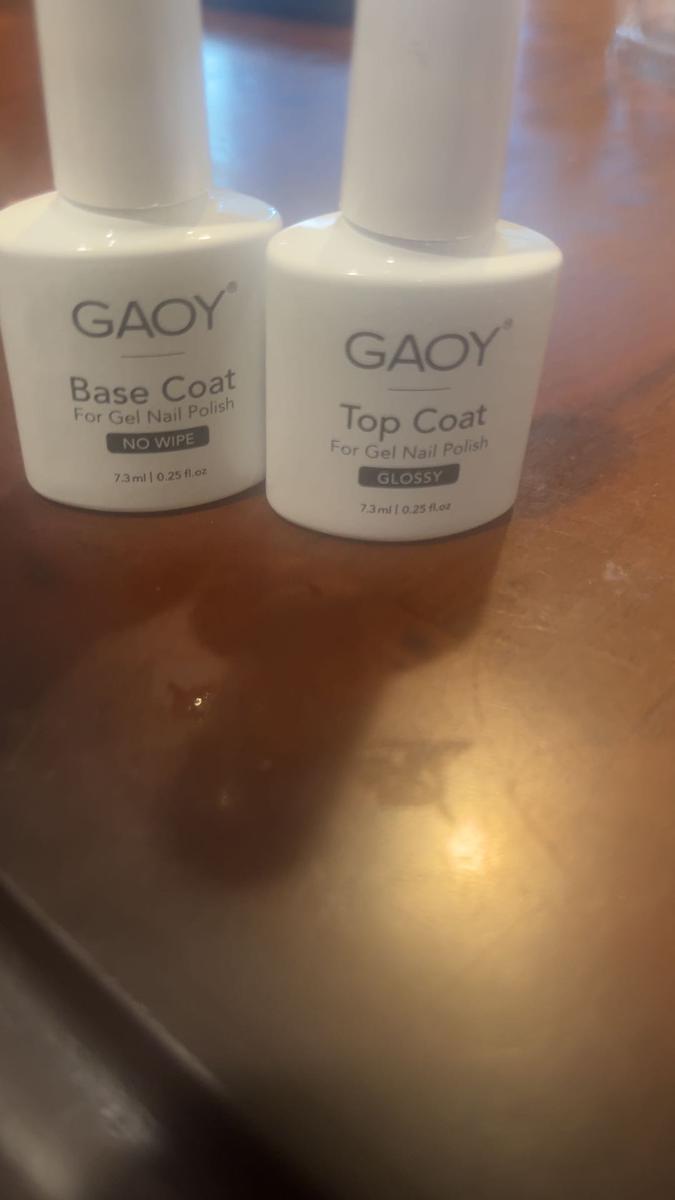 GAOY®
Base Coat
For Gel Nail Polish
NO WIPE
7.3 ml | 0.25 fl.oz
GAOY®
Top Coat
For Gel Nail Polish
GLOSSY
7.3 ml | 0.25 fl.oz